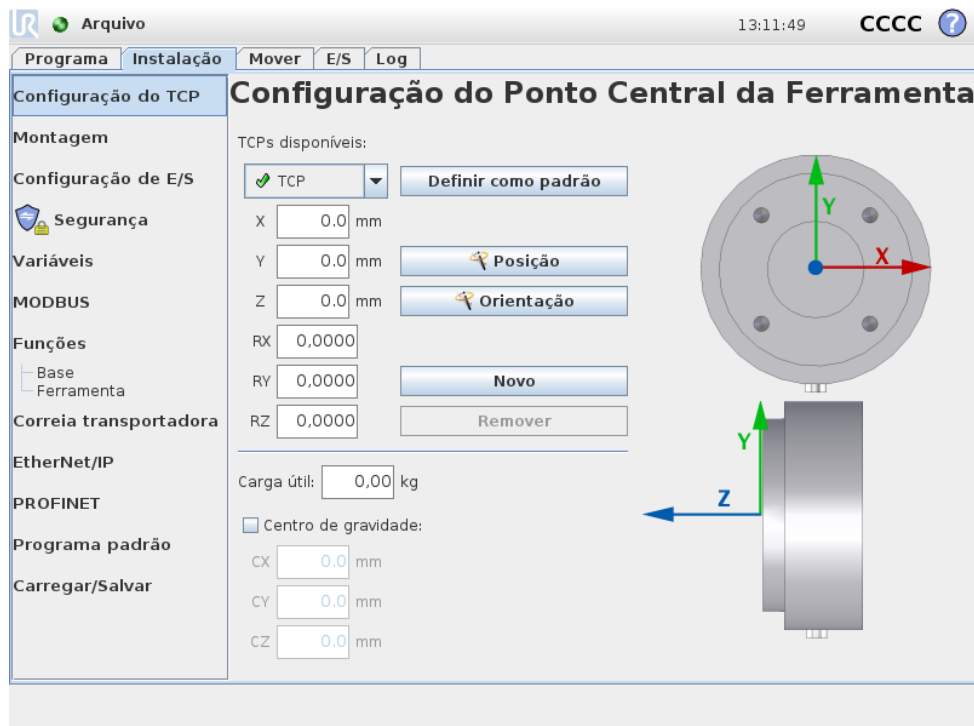 UR Arquivo 13:11:49 CCCC ?
Programa Instalação Mover E/S Log
Configuração do TCP
Montagem
Configuração de E/S
Segurança
Variáveis
MODBUS
Funções
Base
Ferramenta
Correia transportadora
EtherNet/IP
PROFINET
Programa padrão
Carregar/Salvar
Configuração do Ponto Central da Ferramenta
TCPs disponíveis:
TCP Definir como padrão
X 0.0 mm
Y 0.0 mm Posição
Z 0.0 mm Orientação
RX 0,0000
RY 0,0000 Novo
RZ 0,0000 Remover
Carga útil: 0,00 kg
Centro de gravidade:
CX 0.0 mm
CY 0.0 mm
CZ 0.0 mm
Y
X
Y
Z